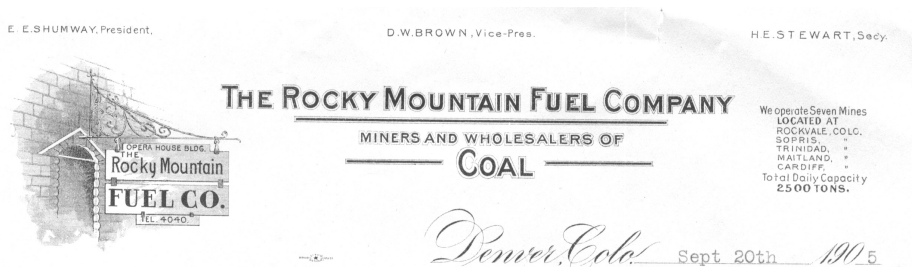 E. E. SHUMWAY, President,
D. W. BROWN, Vice-Pres.
H E. STEWART, Secy.
THE ROCKY MOUNTAIN FUEL COMPANY
MINERS AND WHOLESALERS OF
COAL
We operate Seven Mines
LOCATED AT
ROCKVALE, COLO.
SOPRIS, "
TRINIDAD, "
MAITLAND, "
CARDIFF, "
Total Daily Capacity
2500 TONS.
OPERA HOUSE BLDG.
THE
Rocky Mountain
FUEL CO.
TEL. 4040.
Denver, Colo. Sept 20th 1905